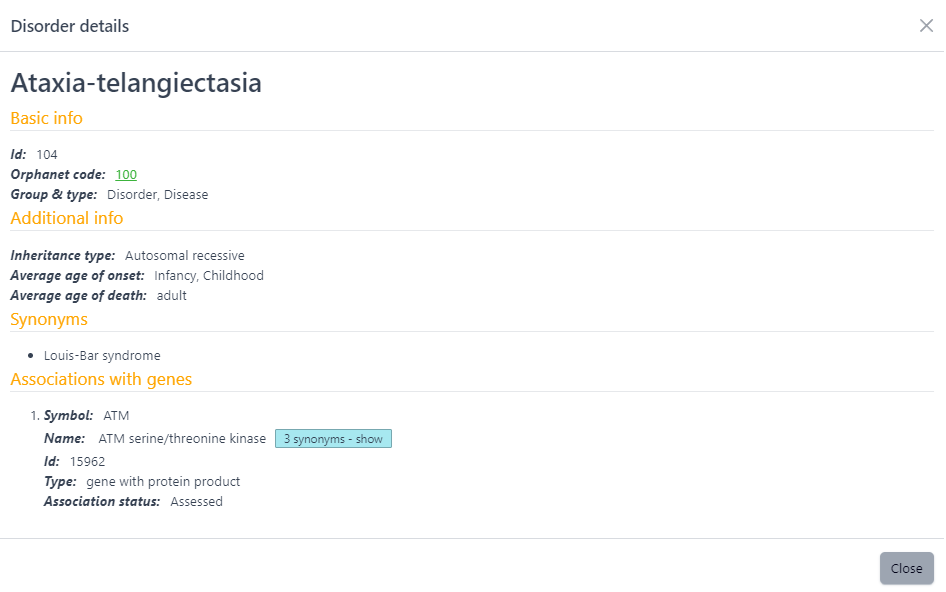 Disorder details
Ataxia-telangiectasia
Basic info
Id: 104
Orphanet code: 100
Group & type: Disorder, Disease
Additional info
Inheritance type: Autosomal recessive
Average age of onset: Infancy, Childhood
Average age of death: adult
Synonyms
• Louis-Bar syndrome
Associations with genes
1. Symbol: ATM
Name: ATM serine/threonine kinase 3 synonyms - show
Id: 15962
Type: gene with protein product
Association status: Assessed
Close